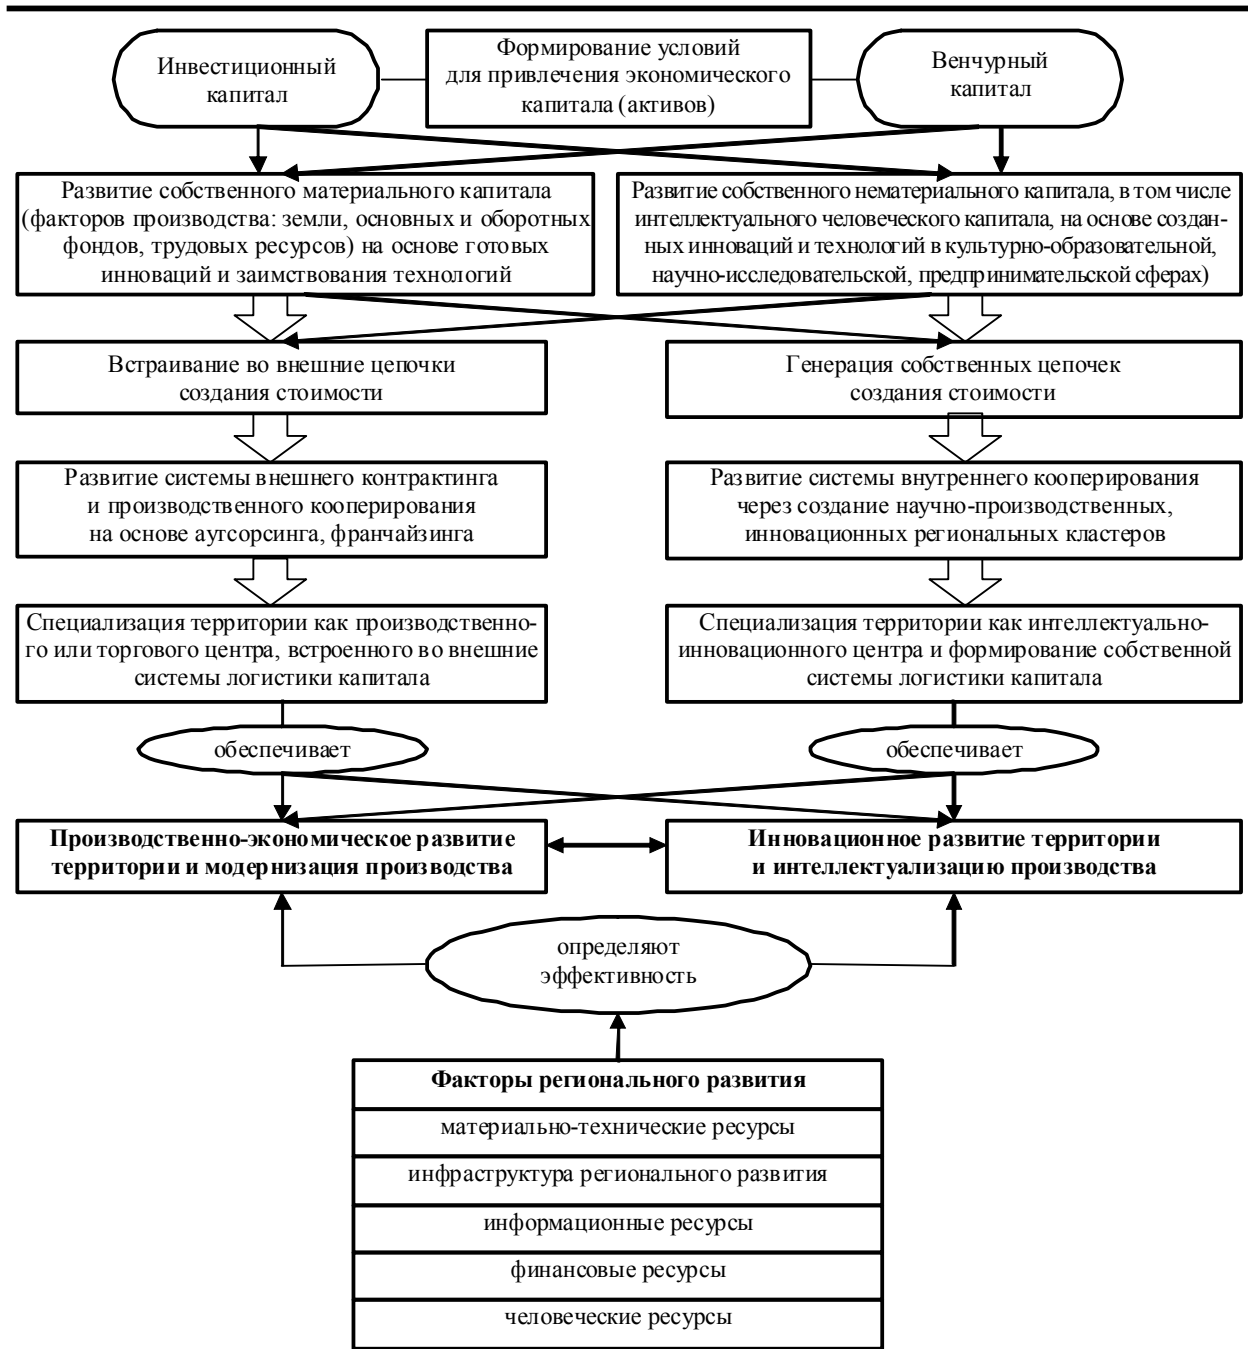 Инвестиционный
капитал
Формирование условий
для привлечения экономического
капитала (активов)
Венчурный
капитал
Развитие собственного материального капитала
(факторов производства: земли, основных и оборотных
фондов, трудовых ресурсов) на основе готовых
инноваций и заимствования технологий
Развитие собственного нематериального капитала, в том числе
интеллектуального человеческого капитала, на основе создан-
ных инноваций и технологий в культурно-образовательной,
научно-исследовательской, предпринимательской сферах)
Встраивание во внешние цепочки
создания стоимости
Генерация собственных цепочек
создания стоимости
Развитие системы внешнего контрактинга
и производственного кооперирования
на основе аутсорсинга, франчайзинга
Развитие системы внутреннего кооперирования
через создание научно-производственных,
инновационных региональных кластеров
Специализация территории как производственно-
го или торгового центра, встроенного во внешние
системы логистики капитала
Специализация территории как интеллектуально-
инновационного центра и формирование собственной
системы логистики капитала
обеспечивает
обеспечивает
Производственно-экономическое развитие
территории и модернизация производства
Инновационное развитие территории
и интеллектуализацию производства
определяют
эффективность
Факторы регионального развития
материально-технические ресурсы
инфраструктура регионального развития
информационные ресурсы
финансовые ресурсы
человеческие ресурсы